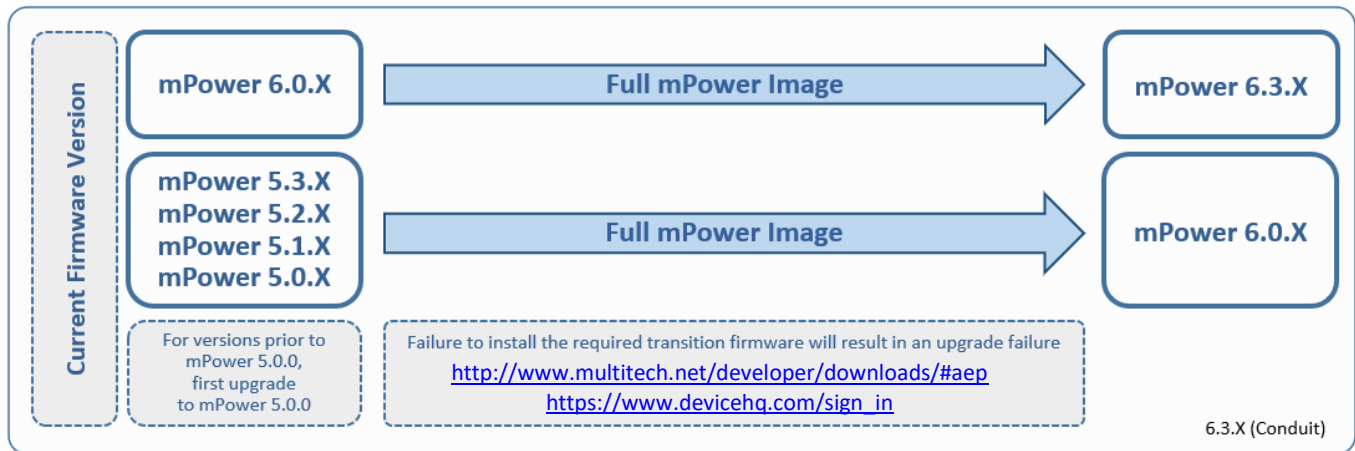 Current Firmware Version
mPower 6.0.X
Full mPower Image
mPower 6.3.X
mPower 5.3.X
mPower 5.2.X
mPower 5.1.X
mPower 5.0.X
Full mPower Image
mPower 6.0.X
For versions prior to
mPower 5.0.0,
first upgrade
to mPower 5.0.0
Failure to install the required transition firmware will result in an upgrade failure
http://www.multitech.net/developer/downloads/#aep
https://www.devicehq.com/sign_in
6.3.X (Conduit)